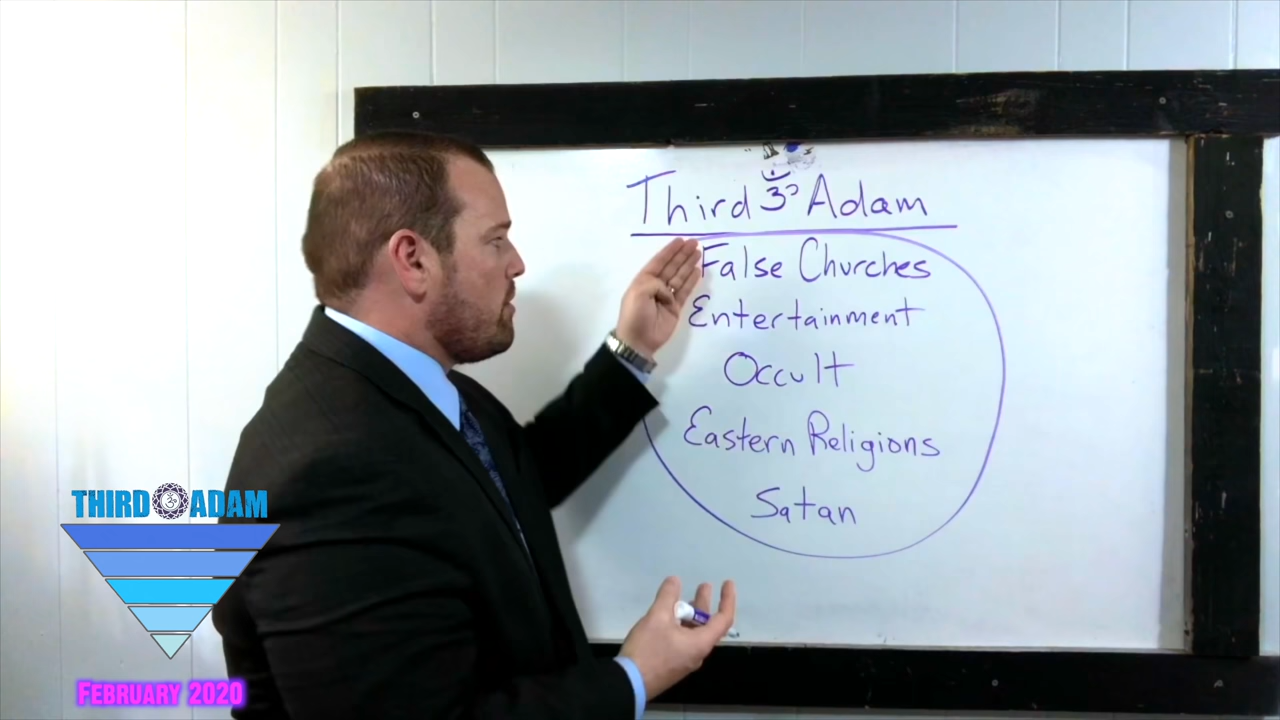 Third ॐ Adam
False Churches
Entertainment
Occult
Eastern Religions
Satan
THIRD ॐ ADAM
FEBRUARY 2020